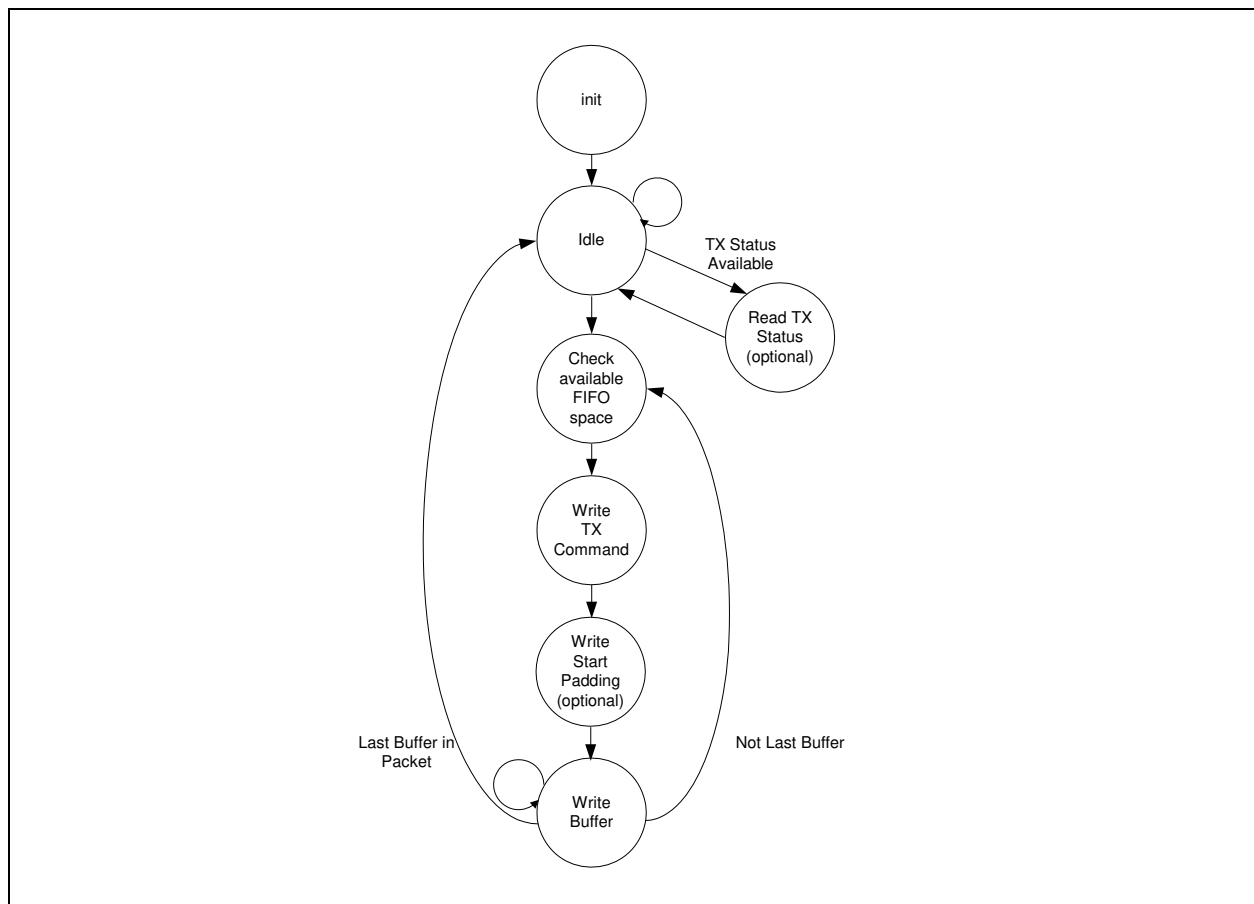 init
Idle
TX Status
Available
Read TX
Status
(optional)
Check
available
FIFO
space
Write
TX
Command
Write
Start
Padding
(optional)
Last Buffer in
Packet
Not Last Buffer
Write
Buffer